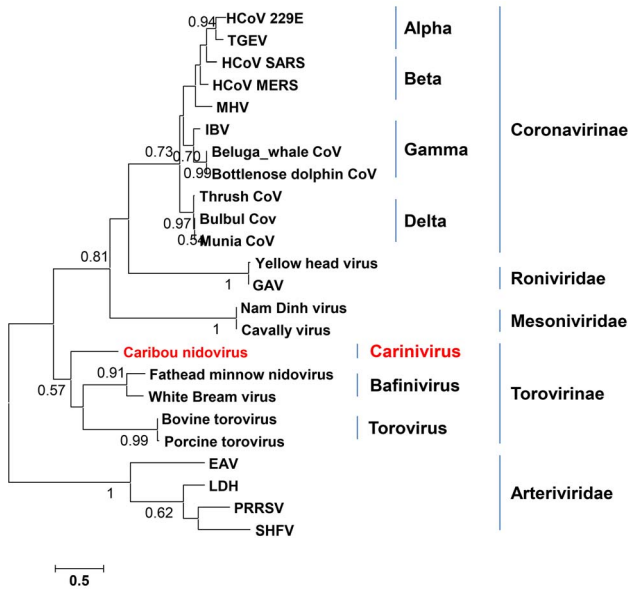 0.94
HCoV 229E
TGEV
Alpha
HCoV SARS
HCoV MERS
Beta
MHV
IBV
0.73
0.70
Beluga_whale CoV
Gamma
0.99
Bottlenose dolphin CoV
Coronavirinae
Thrush CoV
0.97
Bulbul Cov
Delta
Munia CoV
0.81
Yellow head virus
1
GAV
Roniviridae
Nam Dinh virus
1
Cavally virus
Mesoniviridae
Caribou nidovirus
Carinivirus
0.57
0.91
Fathead minnow nidovirus
White Bream virus
Bafinivirus
Torovirinae
Bovine torovirus
0.99
Porcine torovirus
Torovirus
EAV
1
LDH
0.62
PRRSV
SHFV
Arteriviridae
0.5